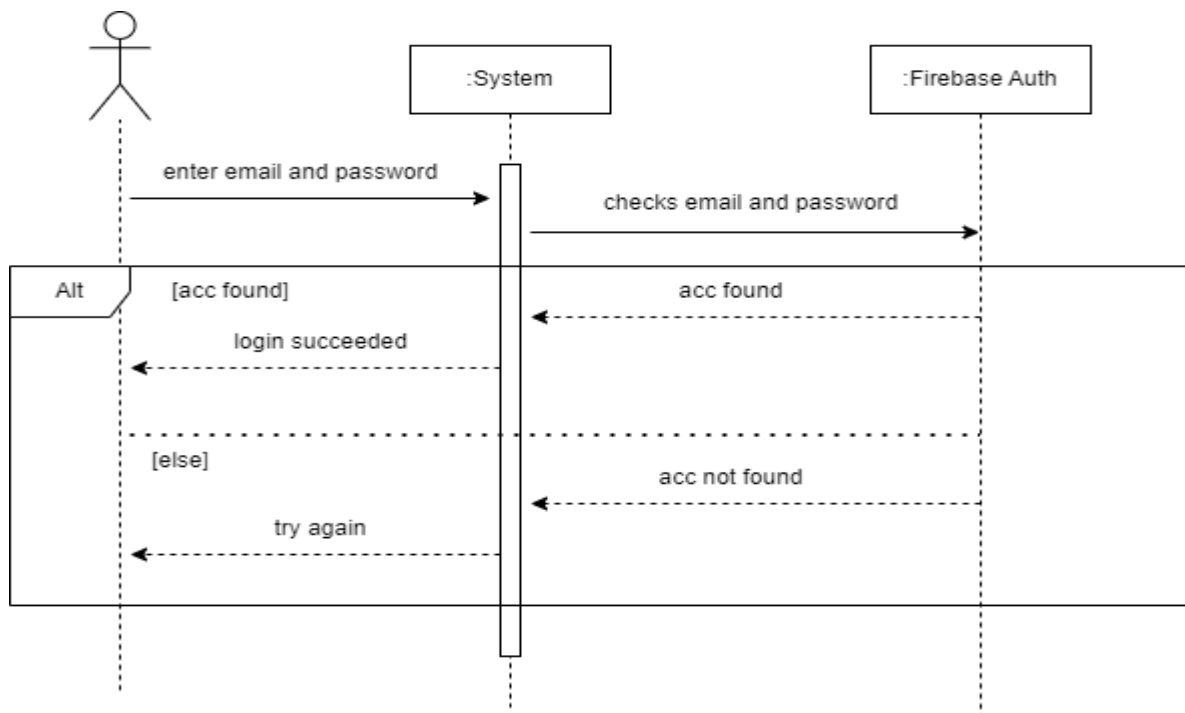 :System
:Firebase Auth
enter email and password
checks email and password
Alt
[acc found]
acc found
login succeeded
[else]
acc not found
try again